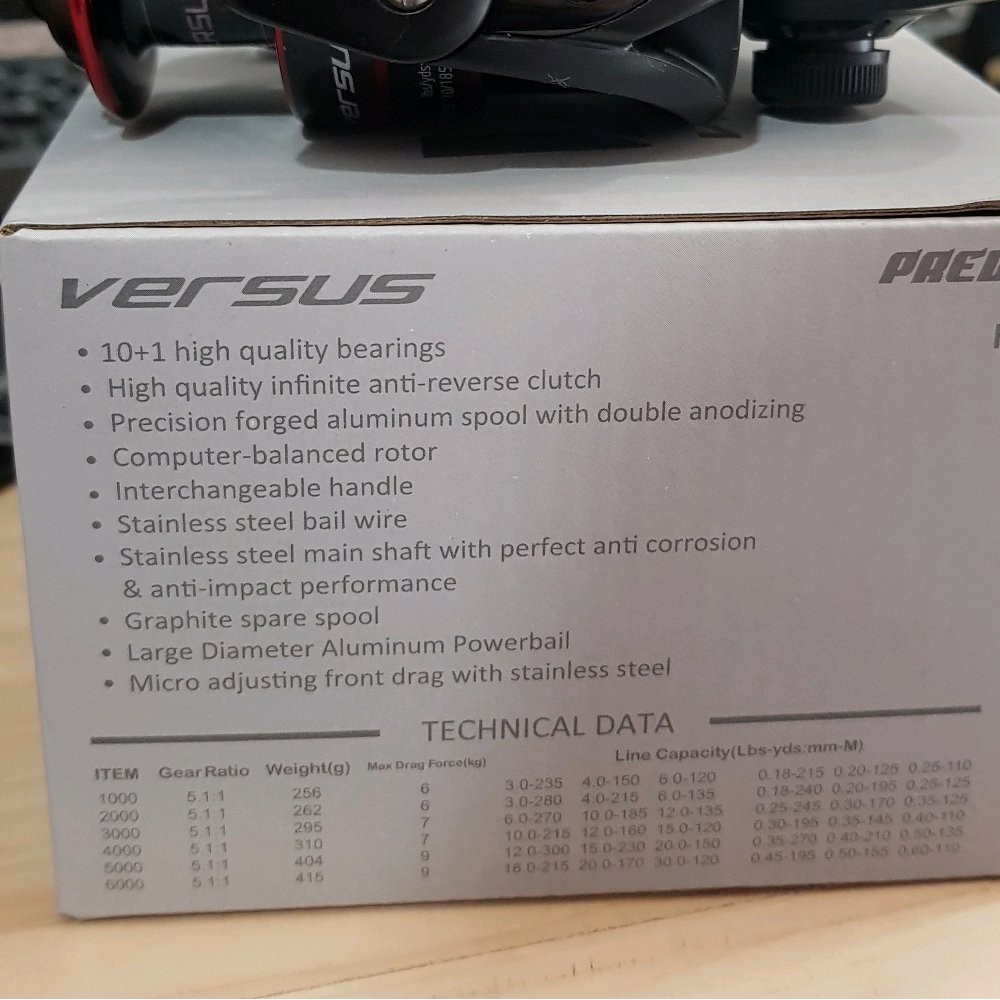 ersu
10/185
versus
PRED
• 10+1 high quality bearings
• High quality infinite anti-reverse clutch
• Precision forged aluminum spool with double anodizing
• Computer-balanced rotor
• Interchangeable handle
• Stainless steel bail wire
• Stainless steel main shaft with perfect anti corrosion
& anti-impact performance
• Graphite spare spool
• Large Diameter Aluminum Powerbail
• Micro adjusting front drag with stainless steel
TECHNICAL DATA
ITEM Gear Ratio Weight(g) Max Drag Force(kg) Line Capacity(Lbs-yds:mm-M)
1000 5.1:1 256 6 3.0-235 4.0-150 6.0-120 0.18-215 0.20-125 0.25-110
2000 5.1:1 262 6 3.0-280 4.0-215 6.0-135 0.18-240 0.20-195 0.25-125
3000 5.1:1 295 7 6.0-270 10.0-185 12.0-135 0.25-245 0.30-170 0.35-125
4000 5.1:1 310 7 10.0-215 12.0-160 15.0-120 0.30-195 0.35-145 0.40-110
5000 5.1:1 404 9 12.0-300 15.0-230 20.0-150 0.35-270 0.40-210 0.50-135
6000 5.1:1 415 9 16.0-215 20.0-170 30.0-120 0.45-195 0.50-155 0.60-110